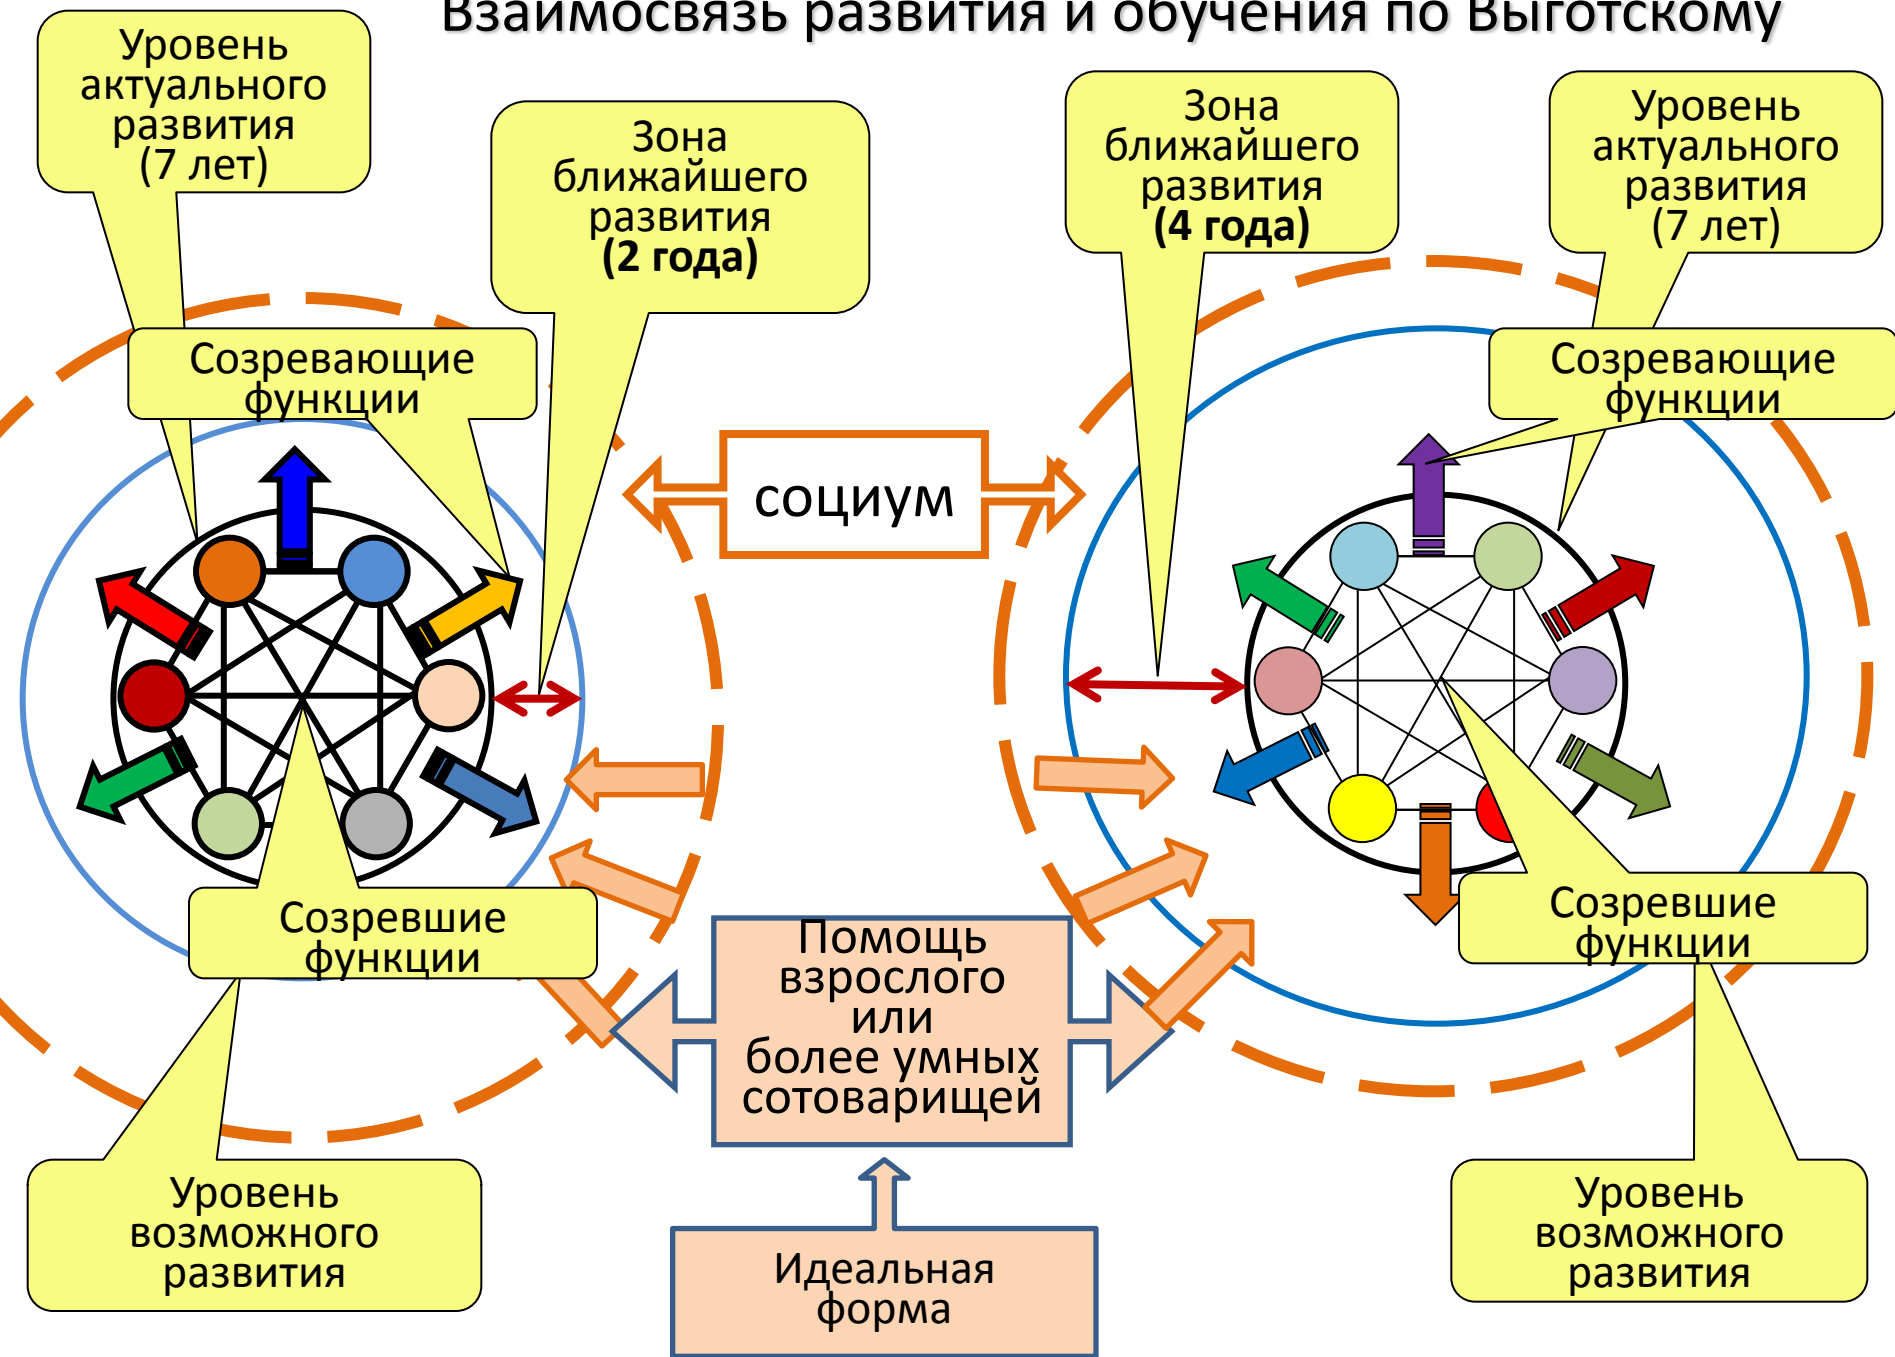 Взаимосвязь развития и обучения по Выготскому
Уровень
актуального
развития
(7 лет)
Зона
ближайшего
развития
(2 года)
Зона
ближайшего
развития
(4 года)
Уровень
актуального
развития
(7 лет)
Созревающие
функции
Созревающие
функции
социум
Созревшие
функции
Помощь
взрослого
или
более умных
сотоварищей
Созревшие
функции
Уровень
возможного
развития
Идеальная
форма
Уровень
возможного
развития